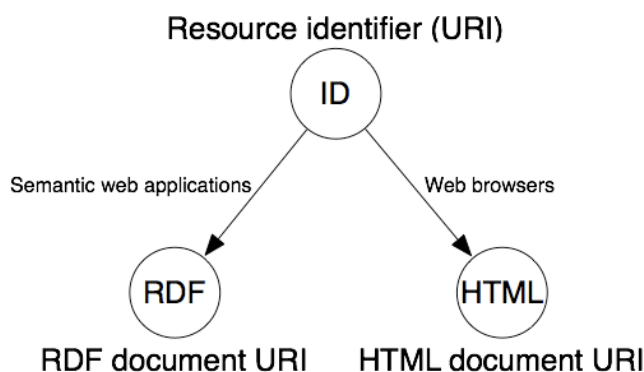 Resource identifier (URI)
ID
Semantic web applications
Web browsers
RDF
HTML
RDF document URI
HTML document URI